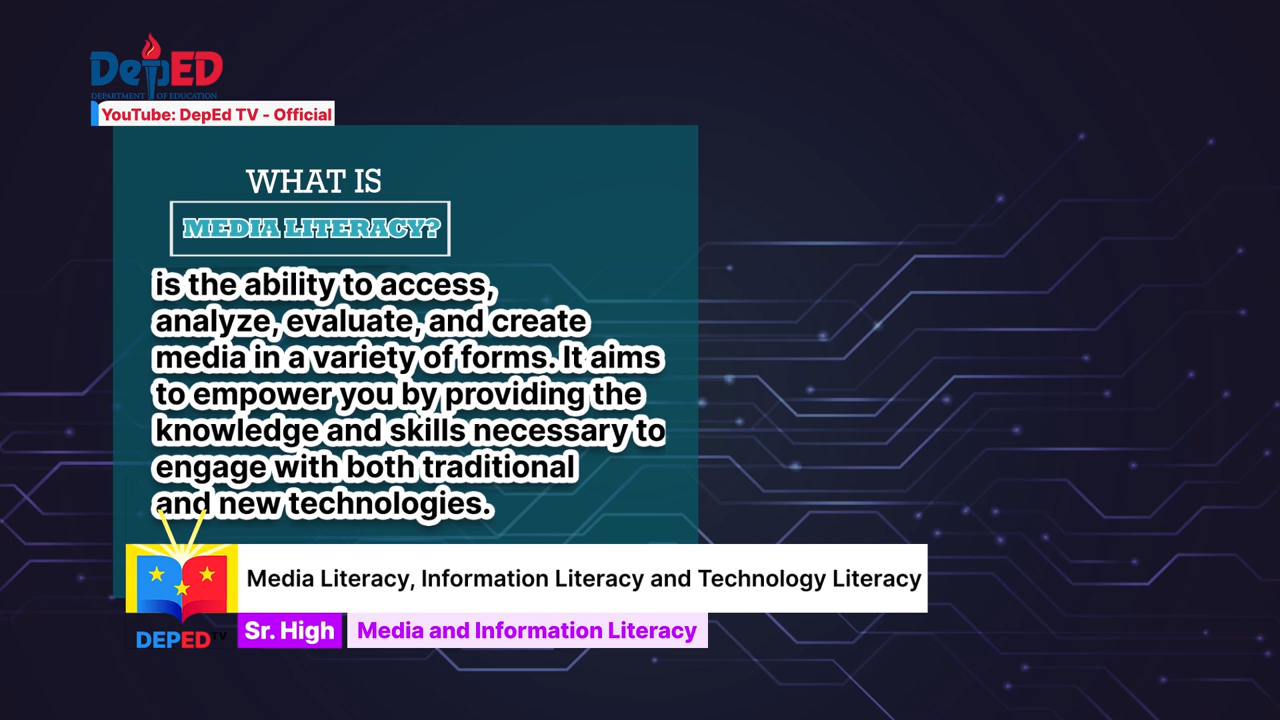 DepED
DEPARTMENT OF EDUCATION
YouTube: DepEd TV - Official
WHAT IS
MEDIA LITERACY?
is the ability to access,
analyze, evaluate, and create
media in a variety of forms. It aims
to empower you by providing the
knowledge and skills necessary to
engage with both traditional
and new technologies.
Media Literacy, Information Literacy and Technology Literacy
DEPED TV
Sr. High
Media and Information Literacy